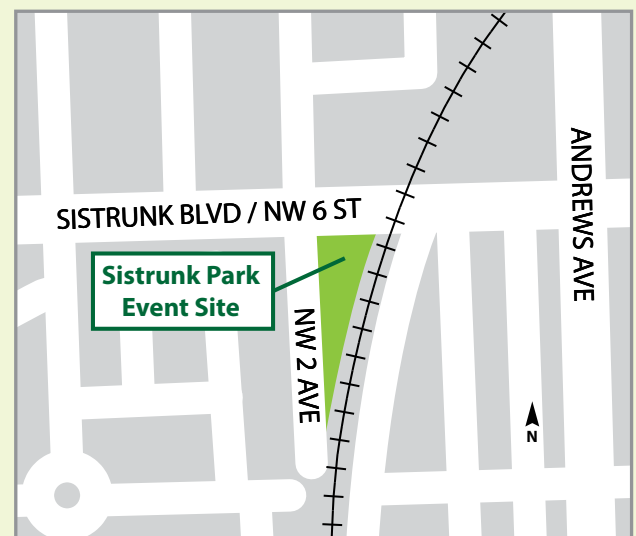 SISTRUNK BLVD / NW 6 ST
ANDREWS AVE
Sistrunk Park
Event Site
NW 2 AVE
N